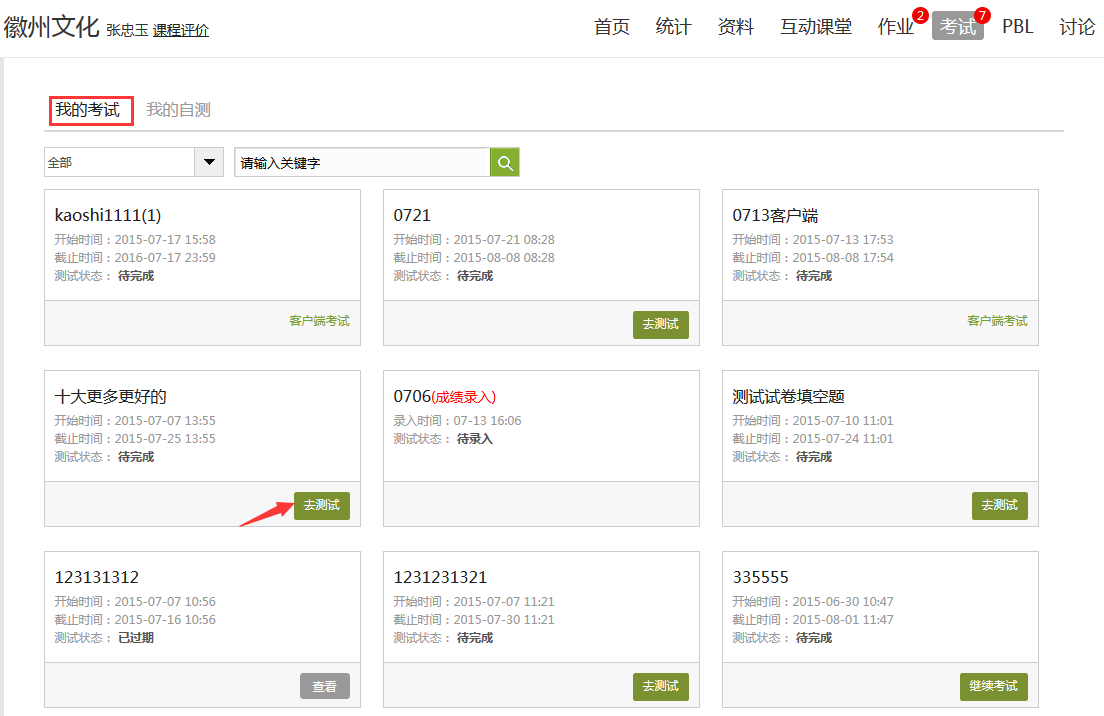 徽州文化 张忠玉 课程评价
首页 统计 资料 互动课堂 作业 2 考试 7 PBL 讨论
我的考试 我的自测
全部 请输入关键字
kaoshi1111(1)
开始时间：2015-07-17 15:58
截止时间：2016-07-17 23:59
测试状态： 待完成
客户端考试
0721
开始时间：2015-07-21 08:28
截止时间：2015-08-08 08:28
测试状态： 待完成
去测试
0713客户端
开始时间：2015-07-13 17:53
截止时间：2015-08-08 17:54
测试状态： 待完成
客户端考试
十大更多更好的
开始时间：2015-07-07 13:55
截止时间：2015-07-25 13:55
测试状态： 待完成
去测试
0706(成绩录入)
录入时间：07-13 16:06
测试状态： 待录入
测试试卷填空题
开始时间：2015-07-10 11:01
截止时间：2015-07-24 11:01
测试状态： 待完成
去测试
123131312
开始时间：2015-07-07 10:56
截止时间：2015-07-16 10:56
测试状态： 已过期
查看
1231231321
开始时间：2015-07-07 11:21
截止时间：2015-07-30 11:21
测试状态： 待完成
去测试
335555
开始时间：2015-06-30 10:47
截止时间：2015-08-01 11:47
测试状态： 待完成
继续考试